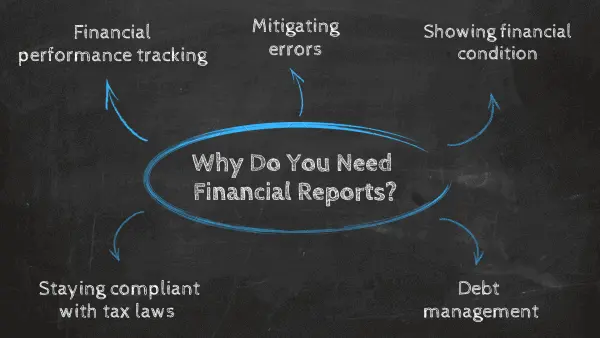 Financial
performance tracking
Mitigating
errors
Showing financial
condition
Why Do You Need
Financial Reports?
Staying compliant
with tax laws
Debt
management